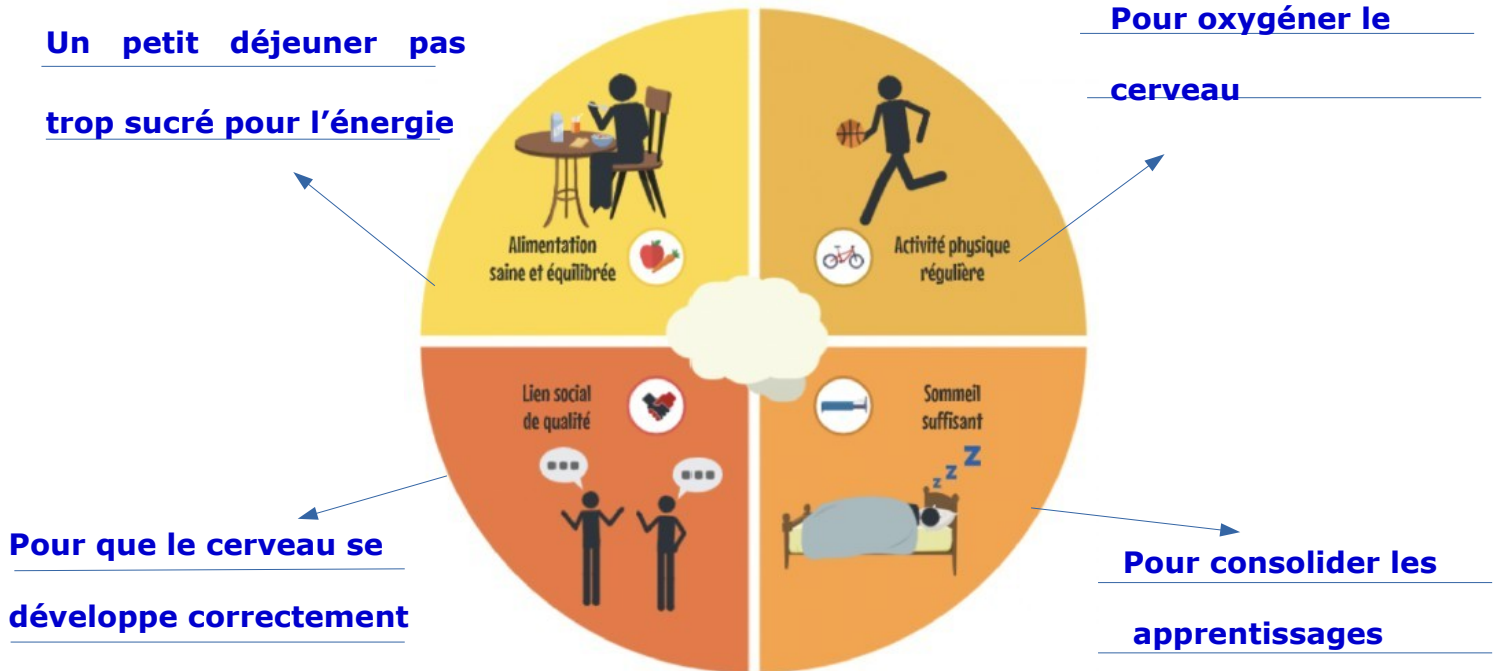 Un petit déjeuner pas
trop sucré pour l’énergie
Pour oxygéner le
cerveau
Alimentation
saine et équilibrée
Activité physique
régulière
Lien social
de qualité
Sommeil
suffisant
z z Z
Pour que le cerveau se
développe correctement
Pour consolider les
apprentissages